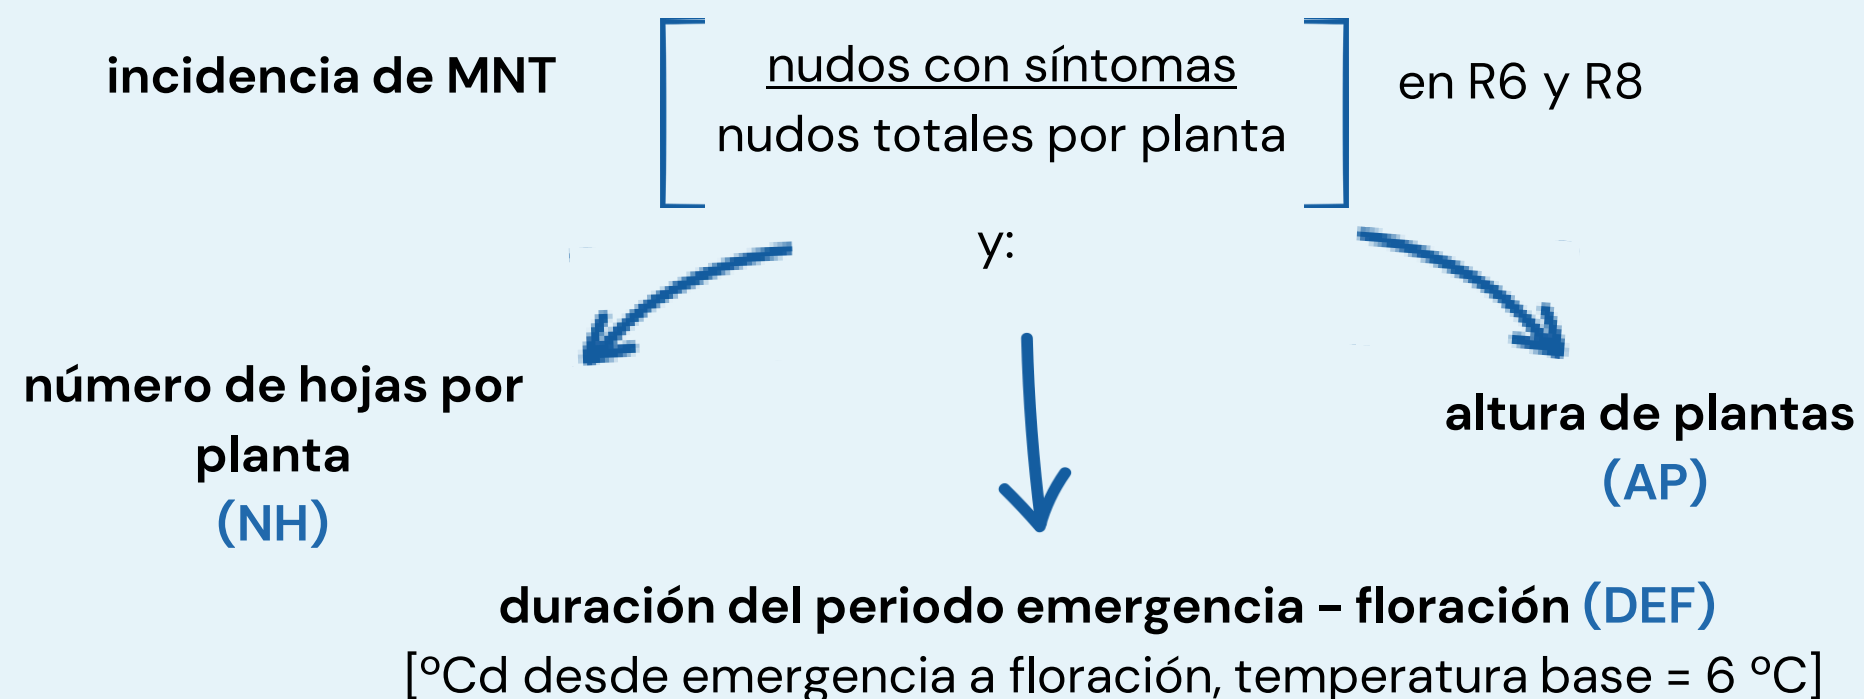 incidencia de MNT
nudos con síntomas
nudos totales por planta
en R6 y R8
y:
número de hojas por
planta
(NH)
altura de plantas
(AP)
duración del periodo emergencia - floración (DEF)
[ºCd desde emergencia a floración, temperatura base = 6 ºC]